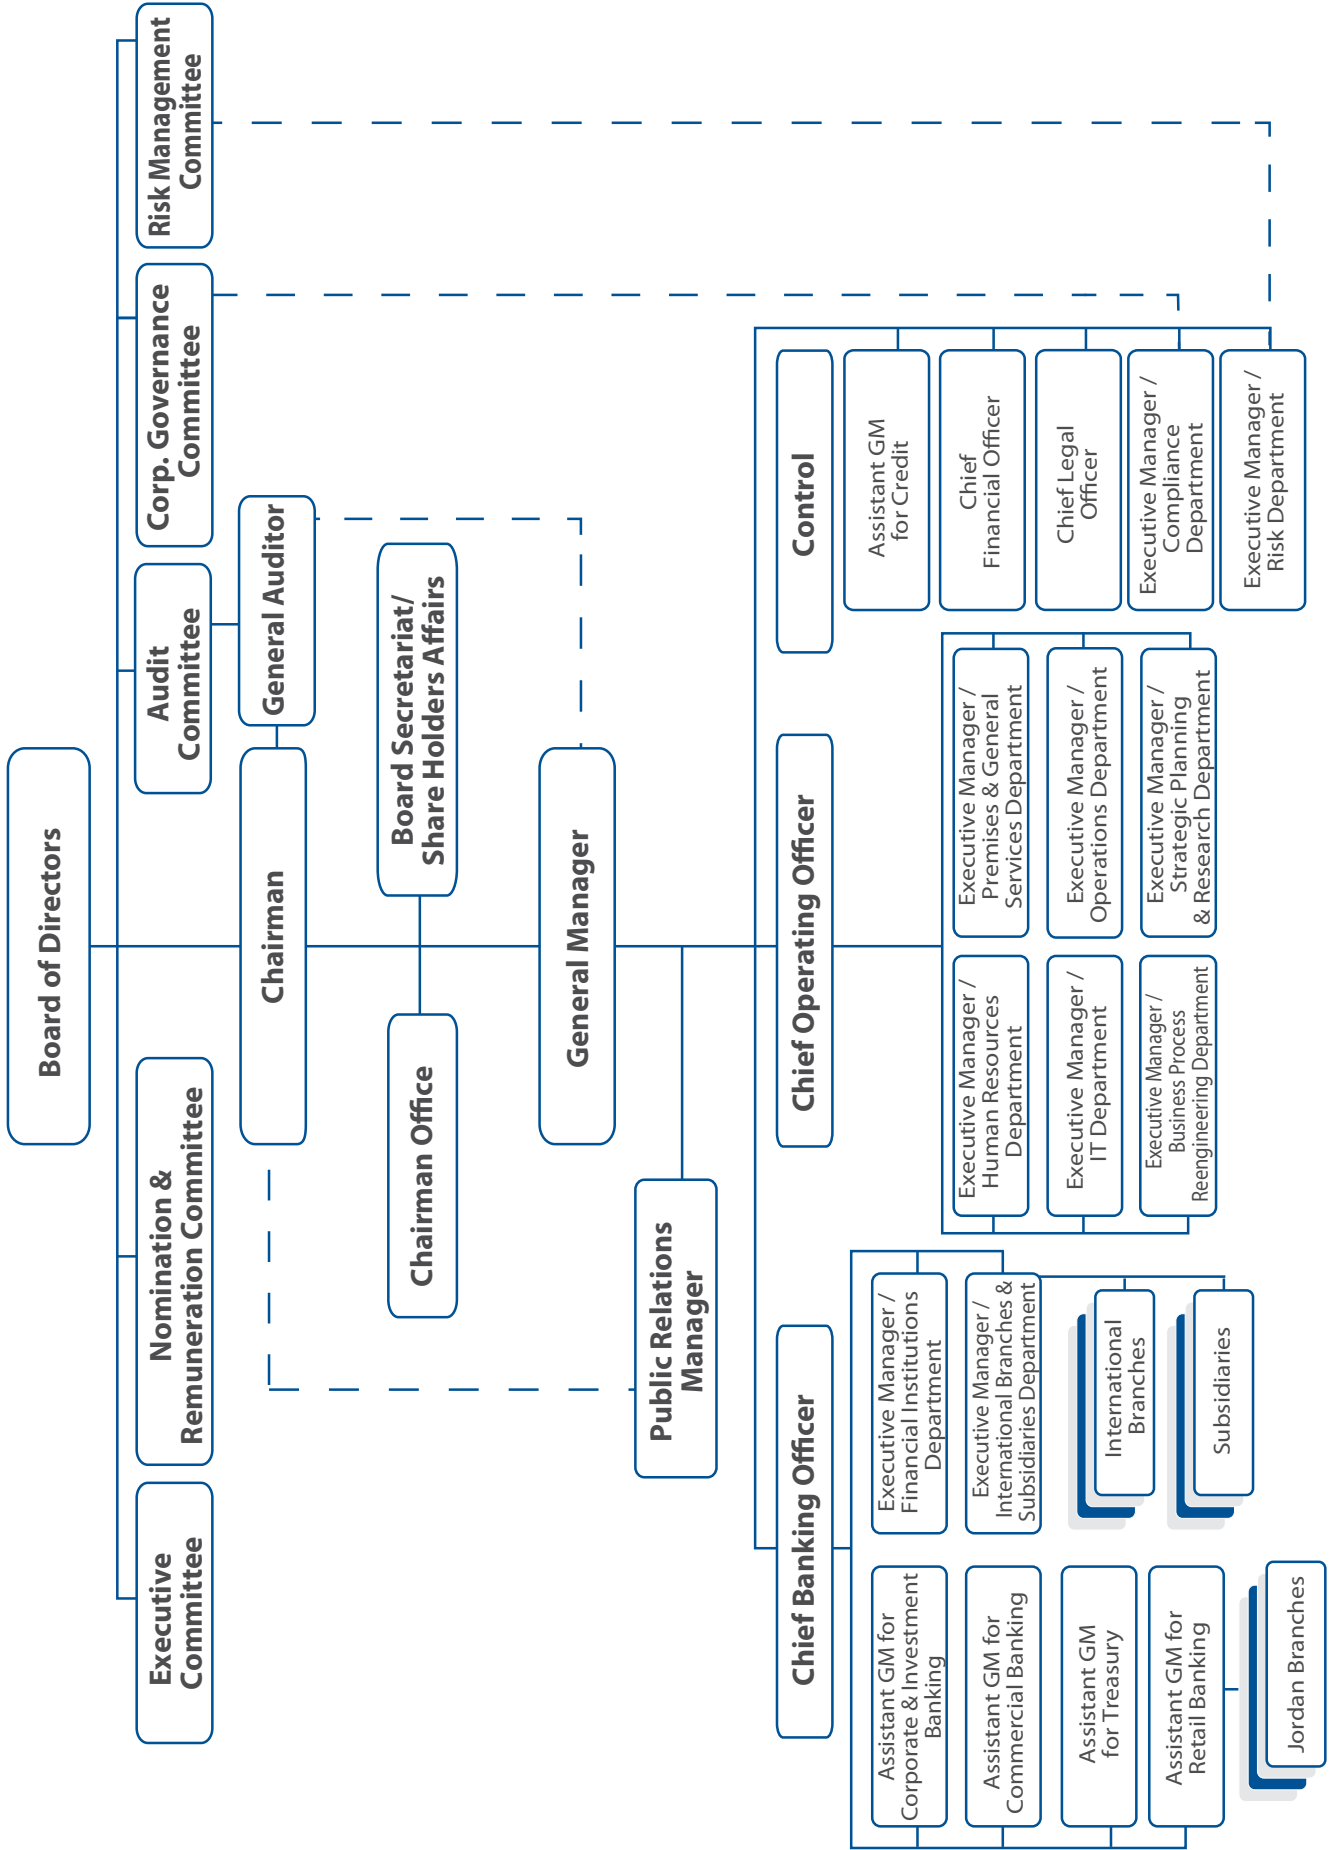 Board of Directors
Executive
Committee
Nomination &
Remuneration Committee
Audit
Committee
Corp. Governance
Committee
Risk Management
Committee
Chairman
General Auditor
Chairman Office
Board Secretariat/
Share Holders Affairs
General Manager
Public Relations
Manager
Chief Banking Officer
Chief Operating Officer
Control
Assistant GM for
Corporate & Investment
Banking
Assistant GM for
Commercial Banking
Assistant GM
for Treasury
Assistant GM for
Retail Banking
Jordan Branches
Executive Manager /
Financial Institutions
Department
Executive Manager /
International Branches &
Subsidiaries Department
International
Branches
Subsidiaries
Executive Manager /
Human Resources
Department
Executive Manager /
IT Department
Executive Manager /
Business Process
Reengineering Department
Executive Manager /
Premises & General
Services Department
Executive Manager /
Operations Department
Executive Manager /
Strategic Planning
& Research Department
Assistant GM
for Credit
Chief
Financial Officer
Chief Legal
Officer
Executive Manager /
Compliance
Department
Executive Manager /
Risk Department